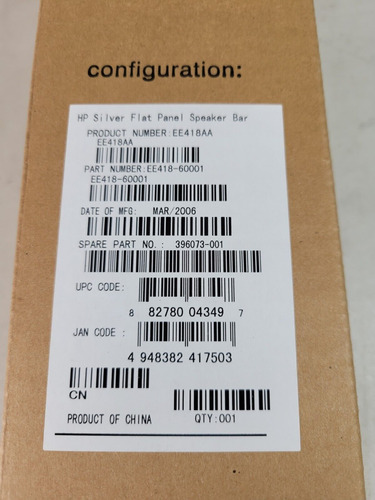 configuration:
HP Silver Flat Panel Speaker Bar
PRODUCT NUMBER:EE418AA
EE418AA
PART NUMBER:EE418-60001
EE418-60001
DATE OF MFG: MAR/2006
SPARE PART NO.: 396073-001
UPC CODE:
8 82780 04349 7
JAN CODE :
4 948382 417503
CN
PRODUCT OF CHINA QTY:001